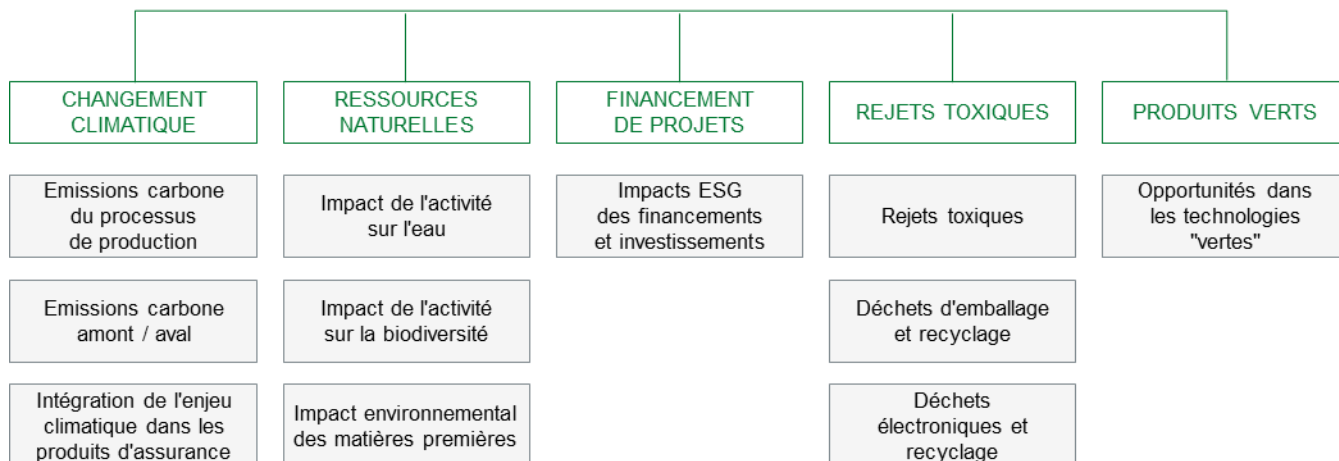 CHANGEMENT
CLIMATIQUE
RESSOURCES
NATURELLES
FINANCEMENT
DE PROJETS
REJETS TOXIQUES
PRODUITS VERTS
Emissions carbone
du processus
de production
Impact de l'activité
sur l'eau
Impacts ESG
des financements
et investissements
Rejets toxiques
Opportunités dans
les technologies
"vertes"
Emissions carbone
amont / aval
Impact de l'activité
sur la biodiversité
Déchets d'emballage
et recyclage
Intégration de l'enjeu
climatique dans les
produits d'assurance
Impact environnemental
des matières premières
Déchets
électroniques et
recyclage